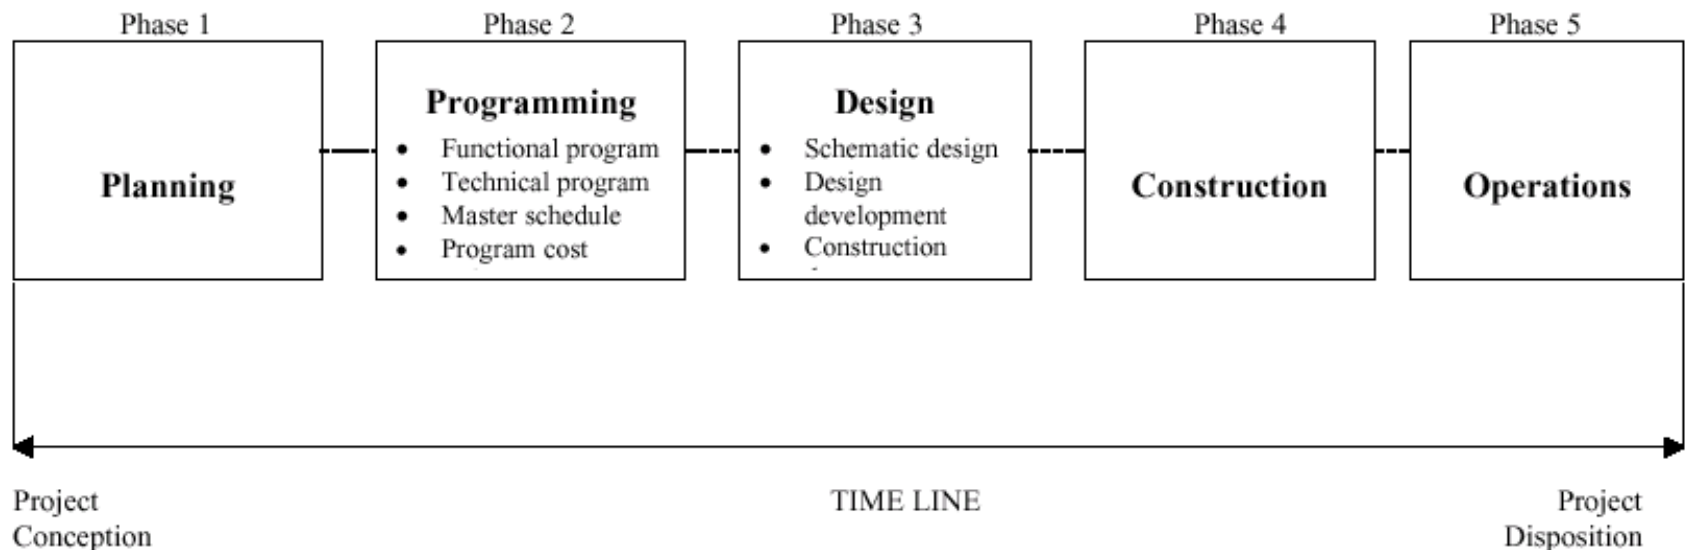 Phase 1
Planning
Phase 2
Programming
• Functional program
• Technical program
• Master schedule
• Program cost
Phase 3
Design
• Schematic design
• Design
development
• Construction
Phase 4
Construction
Phase 5
Operations
Project
Conception
TIME LINE
Project
Disposition